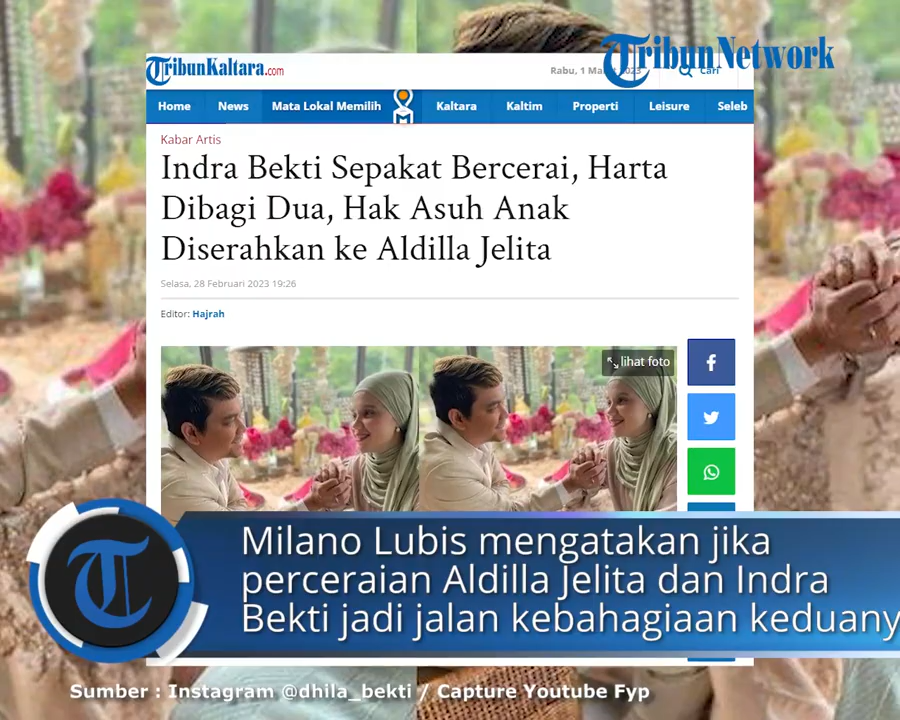 TribunNetwork
TribunKaltara.com
Rabu, 1 Ma 2023
Cari
Home News Mata Lokal Memilih Kaltara Kaltim Properti Leisure Seleb
Kabar Artis
Indra Bekti Sepakat Bercerai, Harta
Dibagi Dua, Hak Asuh Anak
Diserahkan ke Aldilla Jelita
Selasa, 28 Februari 2023 19:26
Editor: Hajrah
lihat foto
Milano Lubis mengatakan jika
perceraian Aldilla Jelita dan Indra
Bekti jadi jalan kebahagiaan keduany
Sumber : Instagram @dhila_bekti / Capture Youtube Fyp